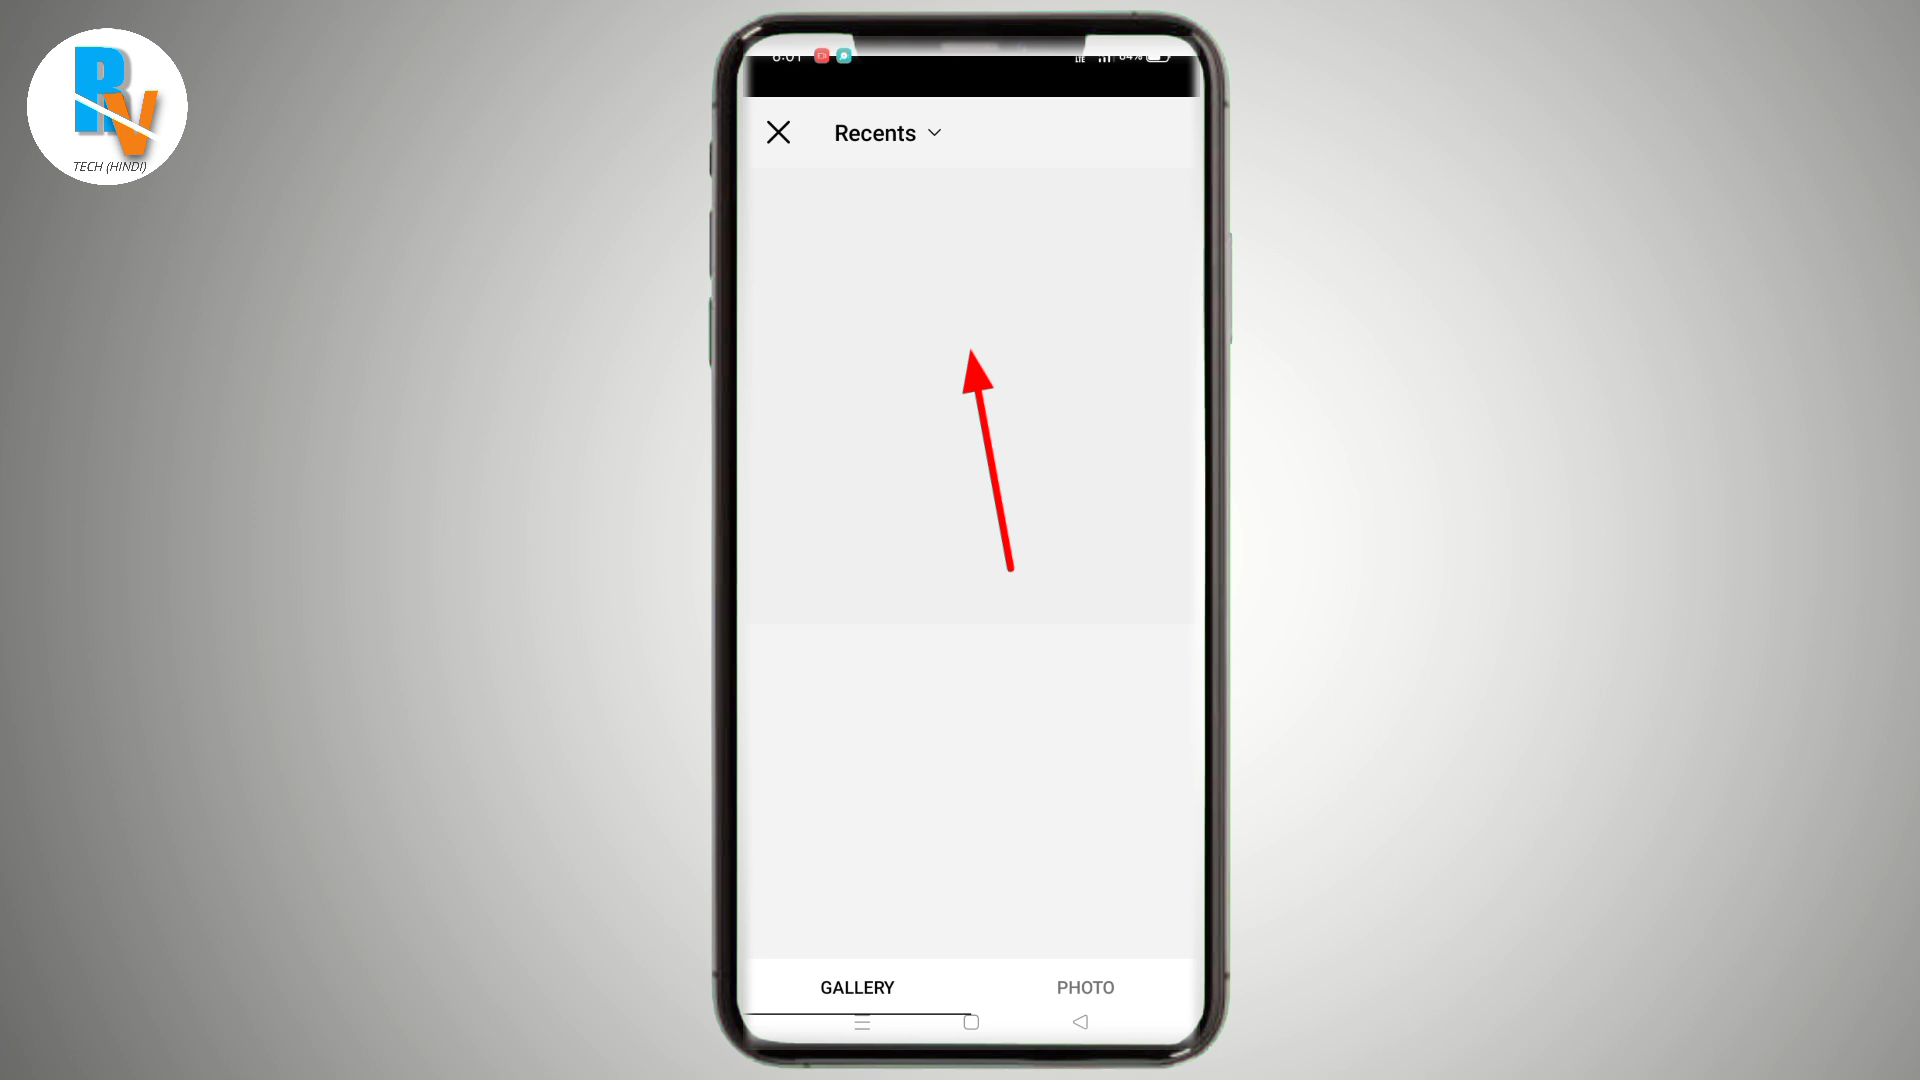 RV
TECH (HINDI)
Recents
GALLERY
PHOTO